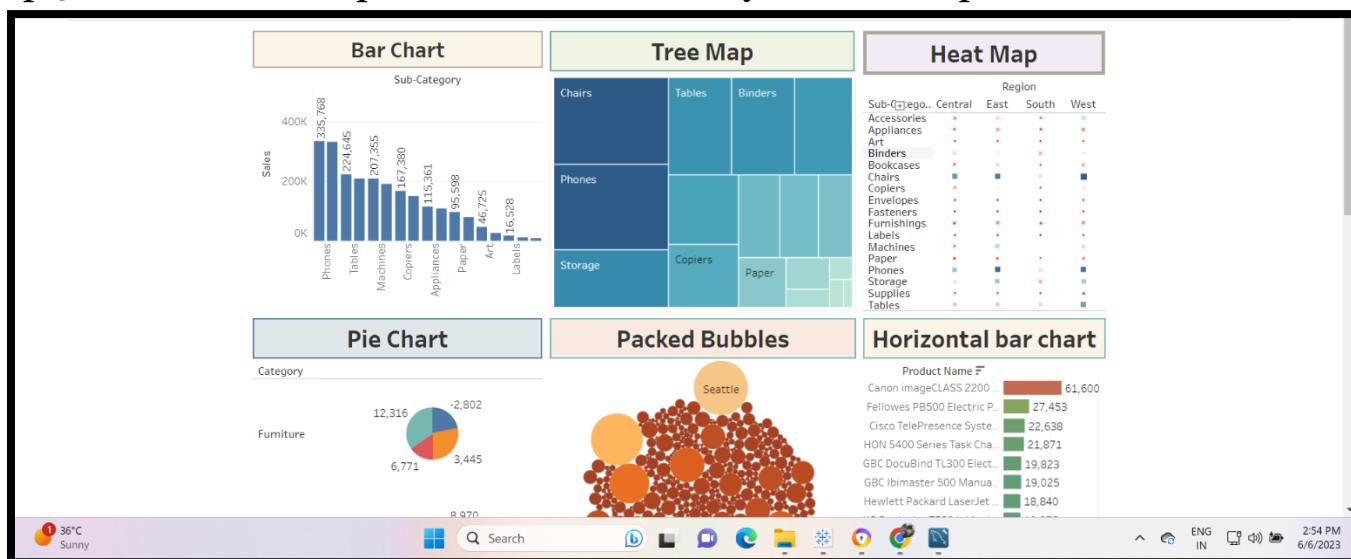 Bar Chart
Sub-Category
Sales
400K
200K
0K
335,768
224,645
207,355
167,380
115,361
95,598
46,725
16,528
Phones
Tables
Machines
Copiers
Appliances
Paper
Art
Labels
Tree Map
Chairs
Tables
Binders
Phones
Storage
Copiers
Paper
Heat Map
Region
Central East South West
Accessories
Appliances
Art
Binders
Bookcases
Chairs
Copiers
Envelopes
Fasteners
Furnishings
Labels
Machines
Paper
Phones
Storage
Supplies
Tables
Pie Chart
Category
Furniture
12,316
-2,802
6,771
3,445
8,970
Packed Bubbles
Seattle
Horizontal bar chart
Product Name
Canon imageCLASS 2200 .. 61,600
Fellowes PB500 Electric P.. 27,453
Cisco TelePresence Syste.. 22,638
HON 5400 Series Task Cha.. 21,871
GBC DocuBind TL300 Elect.. 19,823
GBC Ibimaster 500 Manua.. 19,025
Hewlett Packard LaserJet .. 18,840
1
36°C
Sunny
Search
ENG
IN
2:54 PM
6/6/2023